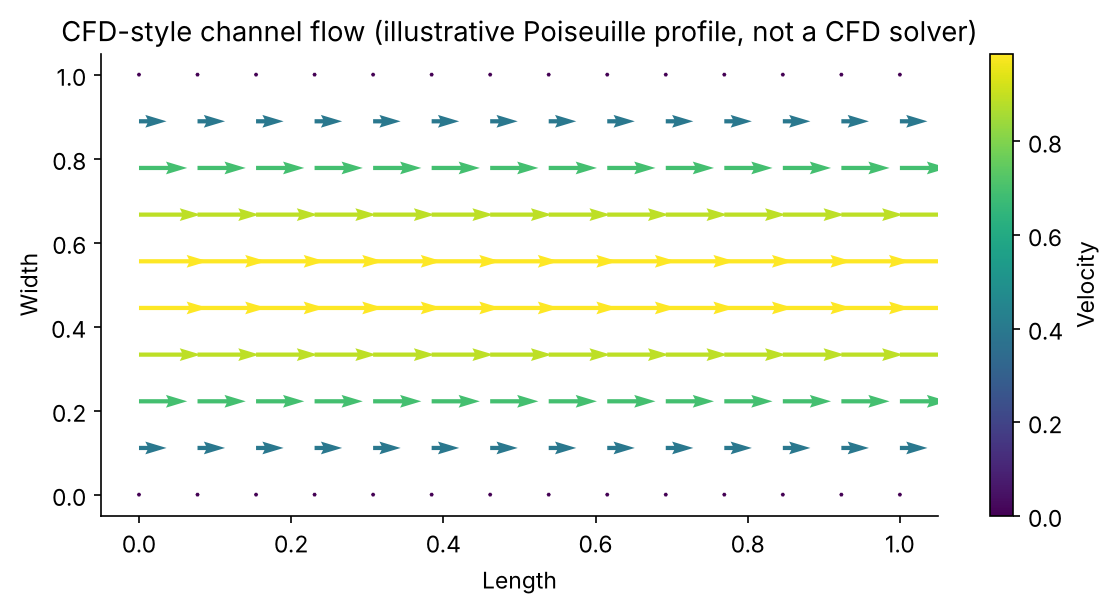 CFD-style channel flow (illustrative Poiseuille profile, not a CFD solver)
1.0
0.8
0.6
0.4
0.2
0.0
Width
0.0 0.2 0.4 0.6 0.8 1.0
Length
0.8
0.6
0.4
0.2
0.0
Velocity